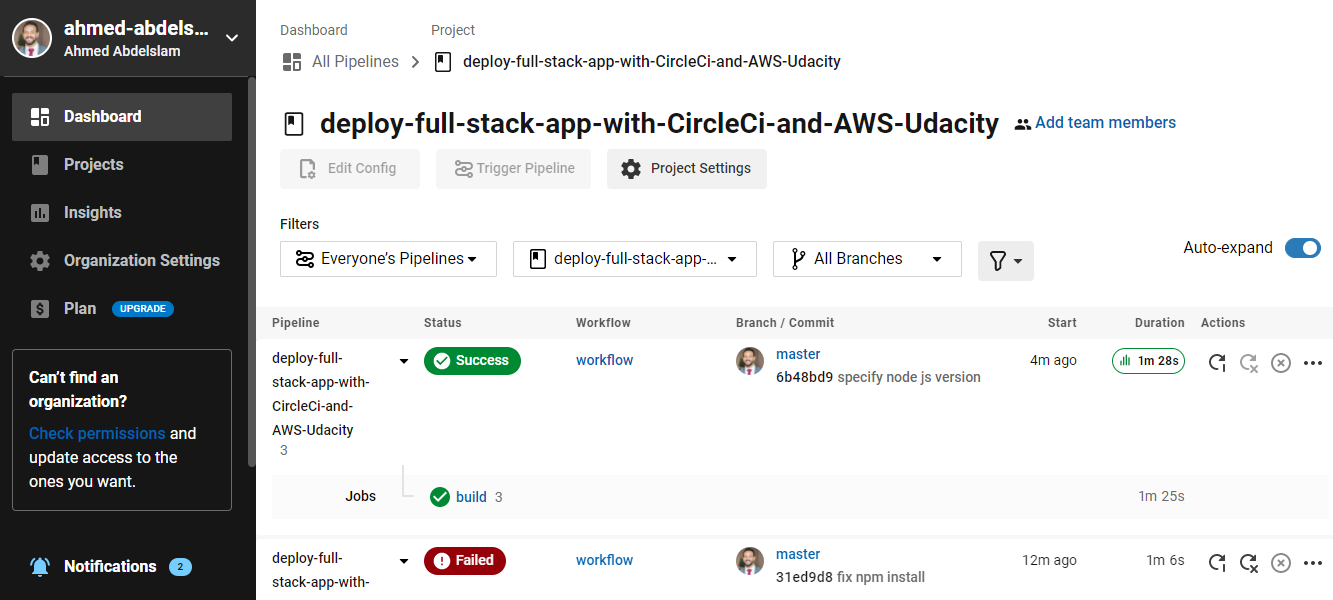 ahmed-abdels...
Ahmed Abdelslam
Dashboard
Projects
Insights
Organization Settings
Plan UPGRADE
Can't find an
organization?
Check permissions and
update access to the
ones you want.
Notifications 2
Dashboard Project
All Pipelines deploy-full-stack-app-with-CircleCi-and-AWS-Udacity
deploy-full-stack-app-with-CircleCi-and-AWS-Udacity Add team members
Edit Config Trigger Pipeline Project Settings
Filters
Everyone's Pipelines deploy-full-stack-app-... All Branches Auto-expand
Pipeline Status Workflow Branch / Commit Start Duration Actions
deploy-full-
stack-app-with-
CircleCi-and-
AWS-Udacity
3
Success workflow master 4m ago 1m 28s
6b48bd9 specify node js version
Jobs build 3 1m 25s
deploy-full-
stack-app-with-
Failed workflow master 12m ago 1m 6s
31ed9d8 fix npm install